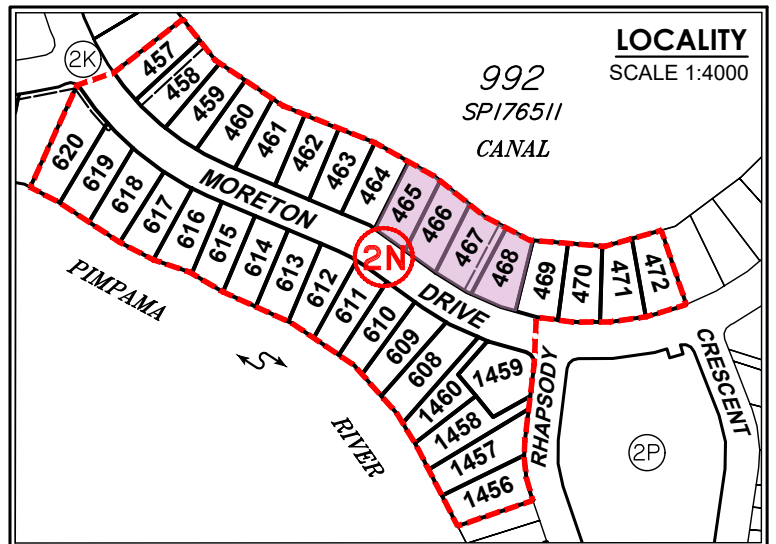 LOCALITY
SCALE 1:4000
992
SP176511
CANAL
2K
457
458
459
460
461
462
463
464
465
466
467
468
469
470
471
472
MORETON
DRIVE
2N
620
619
618
617
616
615
614
613
612
611
610
609
608
1460
1459
1458
1457
1456
PIMPAMA
RIVER
RHAPSODY
CRESCENT
2P